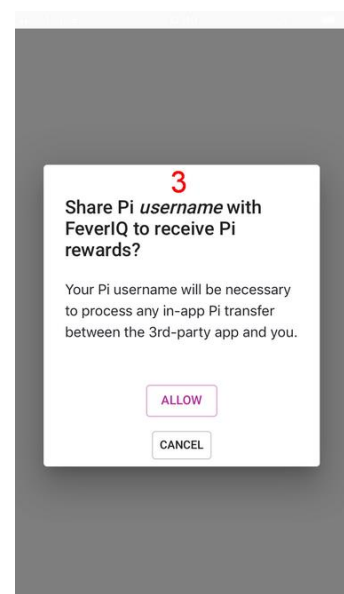 3
Share Pi username with
FeverIQ to receive Pi
rewards?
Your Pi username will be necessary
to process any in-app Pi transfer
between the 3rd-party app and you.
ALLOW
CANCEL